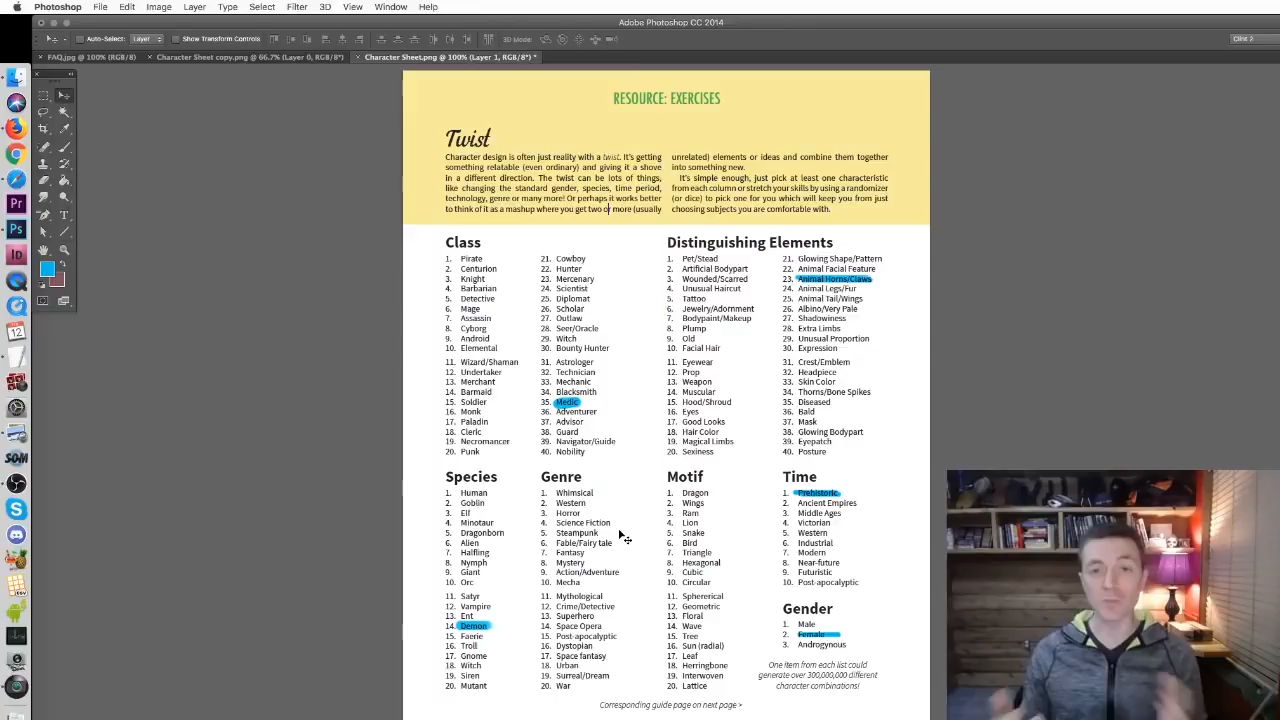 Photoshop File Edit Image Layer Type Select Filter 3D View Window Help
Adobe Photoshop CC 2014
Auto-Select: Layer Show Transform Controls 3D Mode: Clint 2
FAQ.jpg @ 100% (RGB/8) Character Sheet copy.png @ 66.7% (Layer 0, RGB/8*) Character Sheet.png @ 100% (Layer 1, RGB/8*) *
RESOURCE: EXERCISES
Twist
Character design is often just reality with a twist. It's getting
something relatable (even ordinary) and giving it a shove
in a different direction. The twist can be lots of things,
like changing the standard gender, species, time period,
technology, genre or many more! Or perhaps it works better
to think of it as a mashup where you get two or more (usually
unrelated) elements or ideas and combine them together
into something new.
It's simple enough, just pick at least one characteristic
from each column or stretch your skills by using a randomizer
(or dice) to pick one for you which will keep you from just
choosing subjects you are comfortable with.
Class
1. Pirate
2. Centurion
3. Knight
4. Barbarian
5. Detective
6. Mage
7. Assassin
8. Cyborg
9. Android
10. Elemental
11. Wizard/Shaman
12. Undertaker
13. Merchant
14. Barmaid
15. Soldier
16. Monk
17. Paladin
18. Cleric
19. Necromancer
20. Punk
21. Cowboy
22. Hunter
23. Mercenary
24. Scientist
25. Diplomat
26. Scholar
27. Outlaw
28. Seer/Oracle
29. Witch
30. Bounty Hunter
31. Astrologer
32. Technician
33. Mechanic
34. Blacksmith
35. Medic
36. Adventurer
37. Advisor
38. Guard
39. Navigator/Guide
40. Nobility
Distinguishing Elements
1. Pet/Stead
2. Artificial Bodypart
3. Wounded/Scarred
4. Unusual Haircut
5. Tattoo
6. Jewelry/Adornment
7. Bodypaint/Makeup
8. Plump
9. Old
10. Facial Hair
11. Eyewear
12. Prop
13. Weapon
14. Muscular
15. Hood/Shroud
16. Eyes
17. Good Looks
18. Hair Color
19. Magical Limbs
20. Sexiness
21. Glowing Shape/Pattern
22. Animal Facial Feature
23. Animal Horns/Claws
24. Animal Legs/Fur
25. Animal Tail/Wings
26. Albino/Very Pale
27. Shadowiness
28. Extra Limbs
29. Unusual Proportion
30. Expression
31. Crest/Emblem
32. Headpiece
33. Skin Color
34. Thorns/Bone Spikes
35. Diseased
36. Bald
37. Mask
38. Glowing Bodypart
39. Eyepatch
40. Posture
Species
1. Human
2. Goblin
3. Elf
4. Minotaur
5. Dragonborn
6. Alien
7. Halfling
8. Nymph
9. Giant
10. Orc
11. Satyr
12. Vampire
13. Ent
14. Demon
15. Faerie
16. Troll
17. Gnome
18. Witch
19. Siren
20. Mutant
Genre
1. Whimsical
2. Western
3. Horror
4. Science Fiction
5. Steampunk
6. Fable/Fairy tale
7. Fantasy
8. Mystery
9. Action/Adventure
10. Mecha
11. Mythological
12. Crime/Detective
13. Superhero
14. Space Opera
15. Post-apocalyptic
16. Dystopian
17. Space fantasy
18. Urban
19. Surreal/Dream
20. War
Motif
1. Dragon
2. Wings
3. Ram
4. Lion
5. Snake
6. Bird
7. Triangle
8. Hexagonal
9. Cubic
10. Circular
11. Sphererical
12. Geometric
13. Floral
14. Wave
15. Tree
16. Sun (radial)
17. Leaf
18. Herringbone
19. Interwoven
20. Lattice
Time
1. Prehistoric
2. Ancient Empires
3. Middle Ages
4. Victorian
5. Western
6. Industrial
7. Modern
8. Near-future
9. Futuristic
10. Post-apocalyptic
Gender
1. Male
2. Female
3. Androgynous
One item from each list could
generate over 300,000,000 different
character combinations!
Corresponding guide page on next page >
Pr
Ps
Id
12
SOM